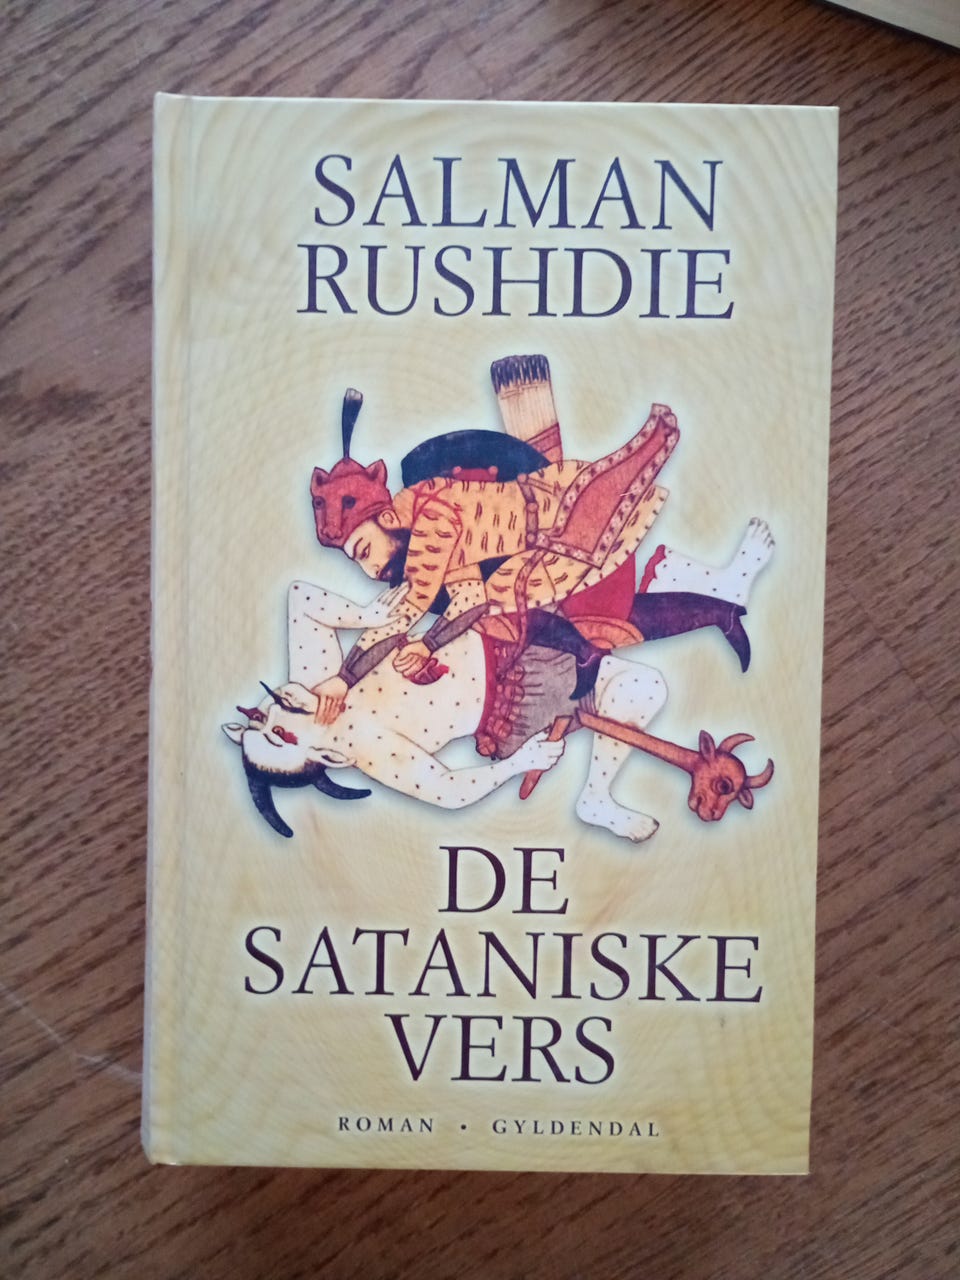 SALMAN
RUSHDIE
DE
SATANISKE
VERS
ROMAN • GYLDENDAL